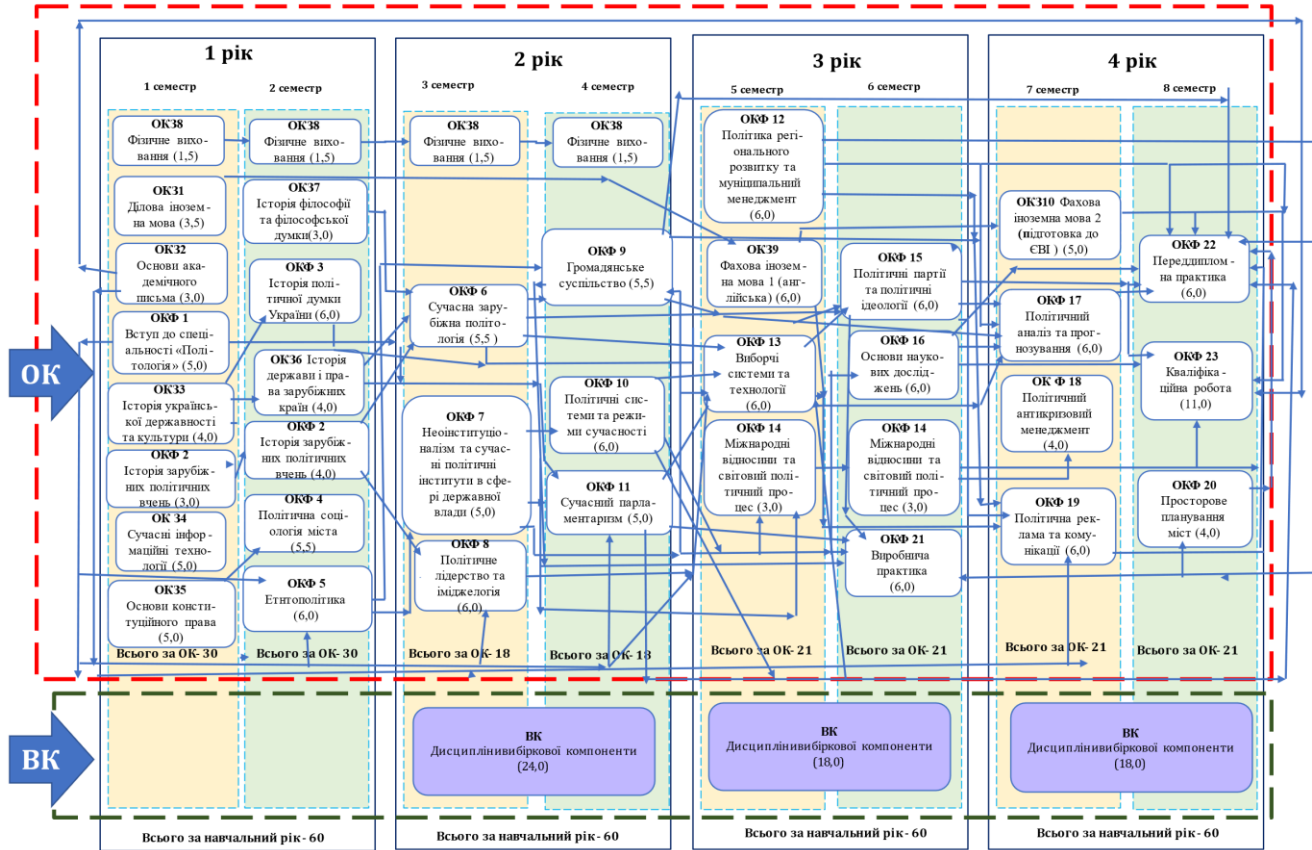 ОК
ВК
1 рік
1 семестр
2 семестр
ОК38
Фізичне вихо-
вання (1,5)
ОК31
Ділова інозем-
на мова (3,5)
ОК32
Основи ака-
демічного
письма (3,0)
ОКФ 1
Вступ до спеці-
альності «Полі-
тологія» (5,0)
ОК33
Історія україн-
ської державності
та культури (4,0)
ОКФ 2
Історія зарубіж-
них політичних
вчень (3,0)
ОК 34
Сучасні інфор-
маційні техно-
логії (5,0)
ОК35
Основи консти-
туційного права
(5,0)
Всього за ОК- 30
ОК38
Фізичне вихо-
вання (1,5)
ОК37
Історія філософії
та філософської
думки(3,0)
ОКФ 3
Історія полі-
тичної думки
України (6,0)
ОК36 Історія
держави і пра-
ва зарубіжних
країн (4,0)
ОКФ 2
Історія зарубіж-
них політичних
вчень (4,0)
ОКФ 4
Політична соці-
ологія міста
(5,5)
ОКФ 5
Етнтополітика
(6,0)
Всього за ОК- 30
Всього за навчальний рік- 60
2 рік
3 семестр
4 семестр
ОК38
Фізичне вихо-
вання (1,5)
ОКФ 6
Сучасна зару-
біжна політо-
логія (5,5 )
ОКФ 7
Неоінституціо-
налізм та сучас-
ні політичні
інститути в сфе-
рі державної
влади (5,0)
ОКФ 8
Політичне
лідерство та
іміджелогія
(6,0)
Всього за ОК- 18
ОК38
Фізичне вихо-
вання (1,5)
ОКФ 9
Громадянське
суспільство (5,5)
ОКФ 10
Політичні сис-
теми та режи-
ми сучасності
(6,0)
ОКФ 11
Сучасний парла-
ментаризм (5,0)
Всього за ОК- 18
ВК
Дисциплінивибіркової компоненти
(24,0)
Всього за навчальний рік- 60
3 рік
5 семестр
6 семестр
ОКФ 12
Політика регі-
онального
розвитку та
муніципальний
менеджмент
(6,0)
ОК39
Фахова інозем-
на мова 1 (анг-
лійська) (6,0)
ОКФ 13
Виборчі
системи та
технології
(6,0)
ОКФ 14
Міжнародні
відносини та
світовий полі-
тичний про-
цес (3,0)
Всього за ОК- 21
ОКФ 15
Політичні партії
та політичні
ідеології (6,0)
ОКФ 16
Основи науко-
вих дослід-
жень (6,0)
ОКФ 14
Міжнародні
відносини та
світовий полі-
тичний про-
цес (3,0)
ОКФ 21
Виробнича
практика
(6,0)
Всього за ОК- 21
ВК
Дисциплінивибіркової компоненти
(18,0)
Всього за навчальний рік- 60
4 рік
7 семестр
8 семестр
ОК310 Фахова
іноземна мова 2
(підготовка до
ЄВІ ) (5,0)
ОКФ 17
Політичний
аналіз та прог-
нозування
(6,0)
ОК Ф 18
Політичний
антикризовий
менеджмент
(4,0)
ОКФ 19
Політична рек-
лама та кому-
нікації (6,0)
Всього за ОК- 21
ОКФ 22
Переддиплом-
на практика
(6,0)
ОКФ 23
Кваліфіка-
ційна робота
(11,0)
ОКФ 20
Просторове
планування
міст (4,0)
Всього за ОК- 21
ВК
Дисциплінивибіркової компоненти
(18,0)
Всього за навчальний рік- 60